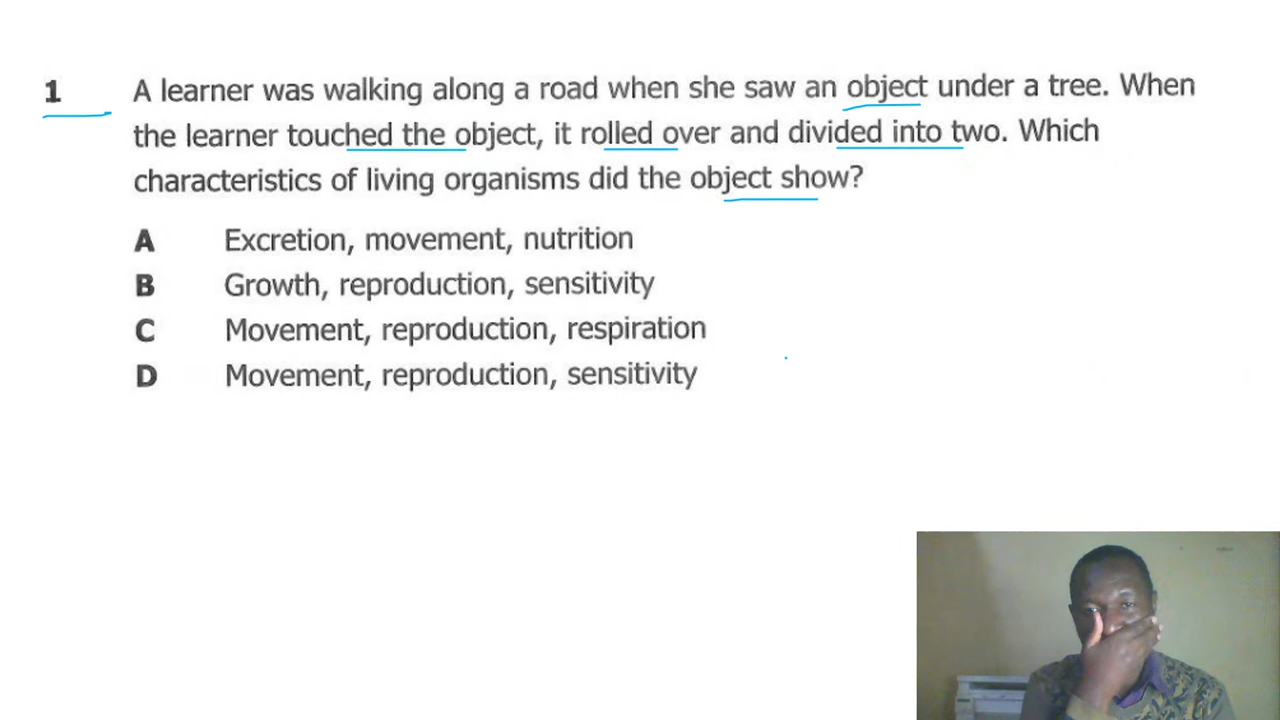 1 A learner was walking along a road when she saw an object under a tree. When
the learner touched the object, it rolled over and divided into two. Which
characteristics of living organisms did the object show?
A Excretion, movement, nutrition
B Growth, reproduction, sensitivity
C Movement, reproduction, respiration
D Movement, reproduction, sensitivity